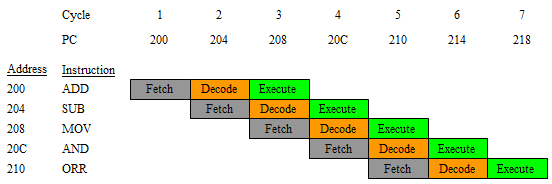 Cycle 1 2 3 4 5 6 7
PC 200 204 208 20C 210 214 218
Address Instruction
200 ADD Fetch Decode Execute
204 SUB Fetch Decode Execute
208 MOV Fetch Decode Execute
20C AND Fetch Decode Execute
210 ORR Fetch Decode Execute